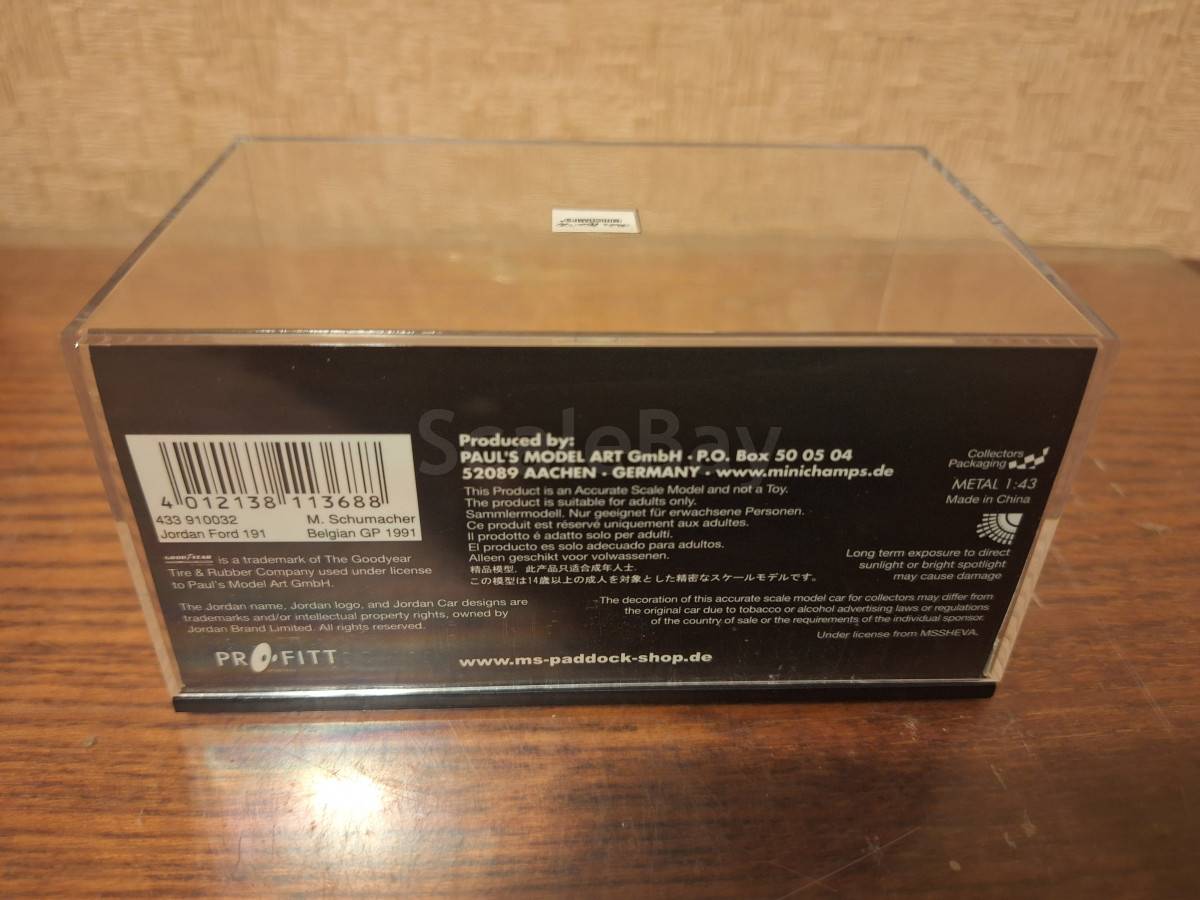 MINICHAMPS
ScaleBay
4 012138 113688
433 910032 M. Schumacher
Jordan Ford 191 Belgian GP 1991
GOODYEAR is a trademark of The Goodyear
Tire & Rubber Company used under license
to Paul's Model Art GmbH.
The Jordan name, Jordan logo, and Jordan Car designs are
trademarks and/or intellectual property rights, owned by
Jordan Brand Limited. All rights reserved.
PROFITT
Produced by:
PAUL'S MODEL ART GmbH · P.O. Box 50 05 04
52089 AACHEN · GERMANY · www.minichamps.de
This Product is an Accurate Scale Model and not a Toy.
The product is suitable for adults only.
Sammlermodell. Nur geeignet für erwachsene Personen.
Ce produit est réservé uniquement aux adultes.
Il prodotto é adatto solo per adulti.
El producto es solo adecuado para adultos.
Alleen geschikt voor volwassenen.
精品模型. 此产品只适合成年人士.
この模型は14歳以上の成人を対象とした精密なスケールモデルです。
www.ms-paddock-shop.de
Collectors
Packaging
METAL 1:43
Made in China
Long term exposure to direct
sunlight or bright spotlight
may cause damage
The decoration of this accurate scale model car for collectors may differ from
the original car due to tobacco or alcohol advertising laws or regulations
of the country of sale or the requirements of the individual sponsor.
Under license from MSSHEVA.